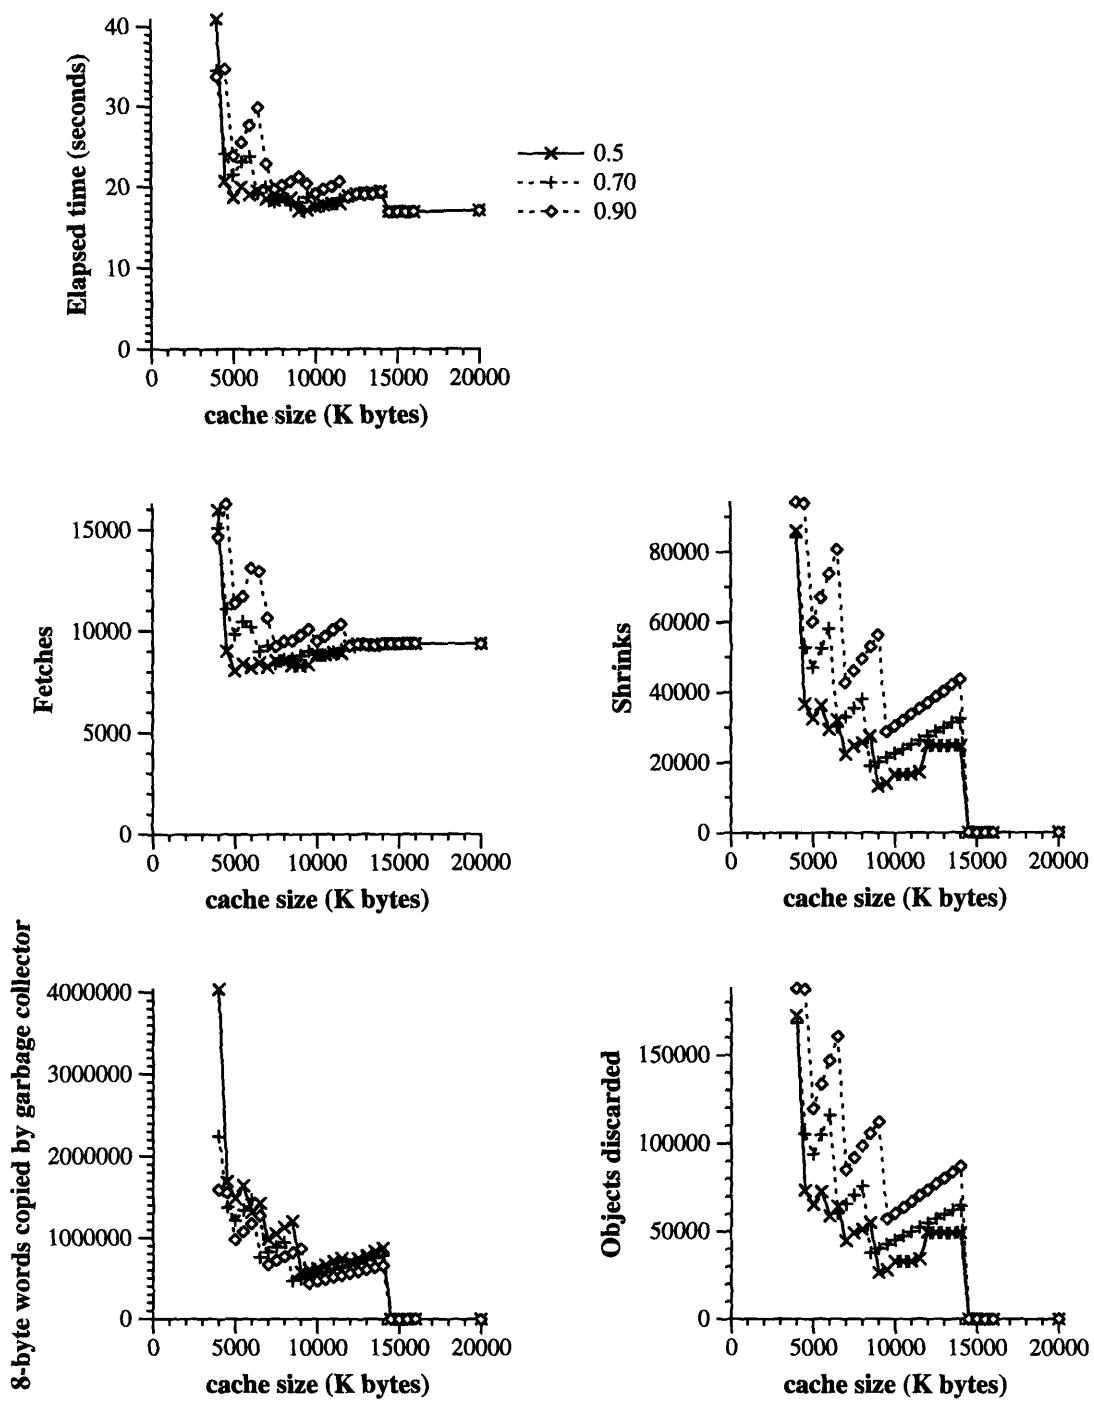 40
30
20
10
0
Elapsed time (seconds)
0 5000 10000 15000 20000
cache size (K bytes)
0.5
0.70
0.90
15000
10000
5000
0
Fetches
0 5000 10000 15000 20000
cache size (K bytes)
80000
60000
40000
20000
0
Shrinks
0 5000 10000 15000 20000
cache size (K bytes)
4000000
3000000
2000000
1000000
0
8-byte words copied by garbage collector
0 5000 10000 15000 20000
cache size (K bytes)
150000
100000
50000
0
Objects discarded
0 5000 10000 15000 20000
cache size (K bytes)